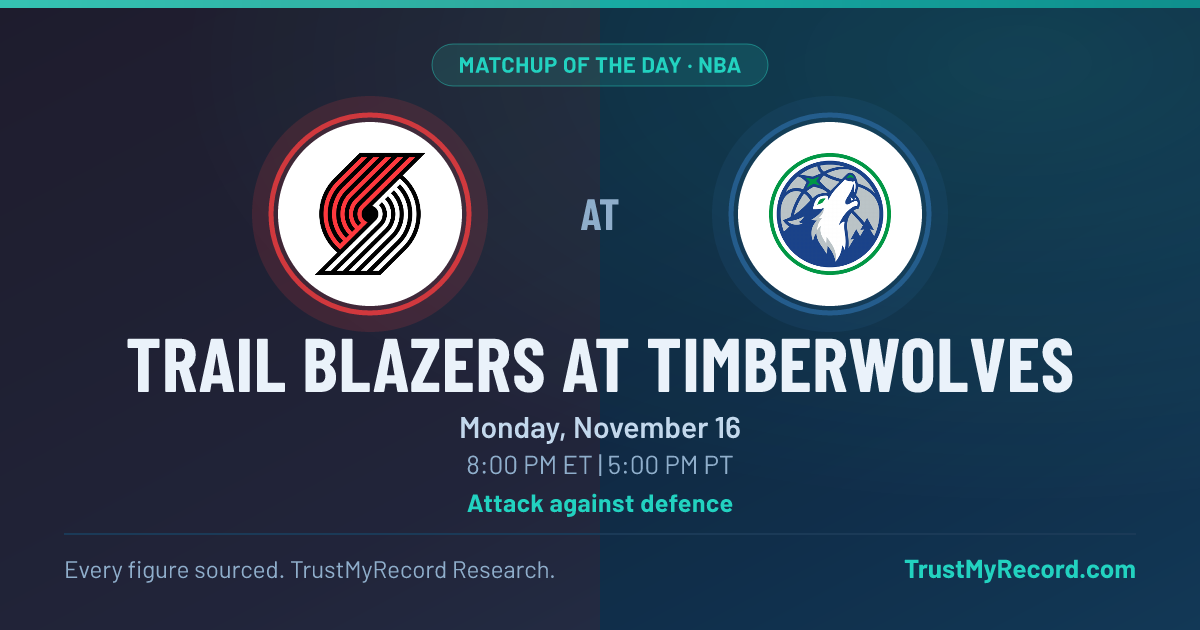 MATCHUP OF THE DAY · NBA
AT
TRAIL BLAZERS AT TIMBERWOLVES
Monday, November 16
8:00 PM ET | 5:00 PM PT
Attack against defence
Every figure sourced. TrustMyRecord Research.
TrustMyRecord.com